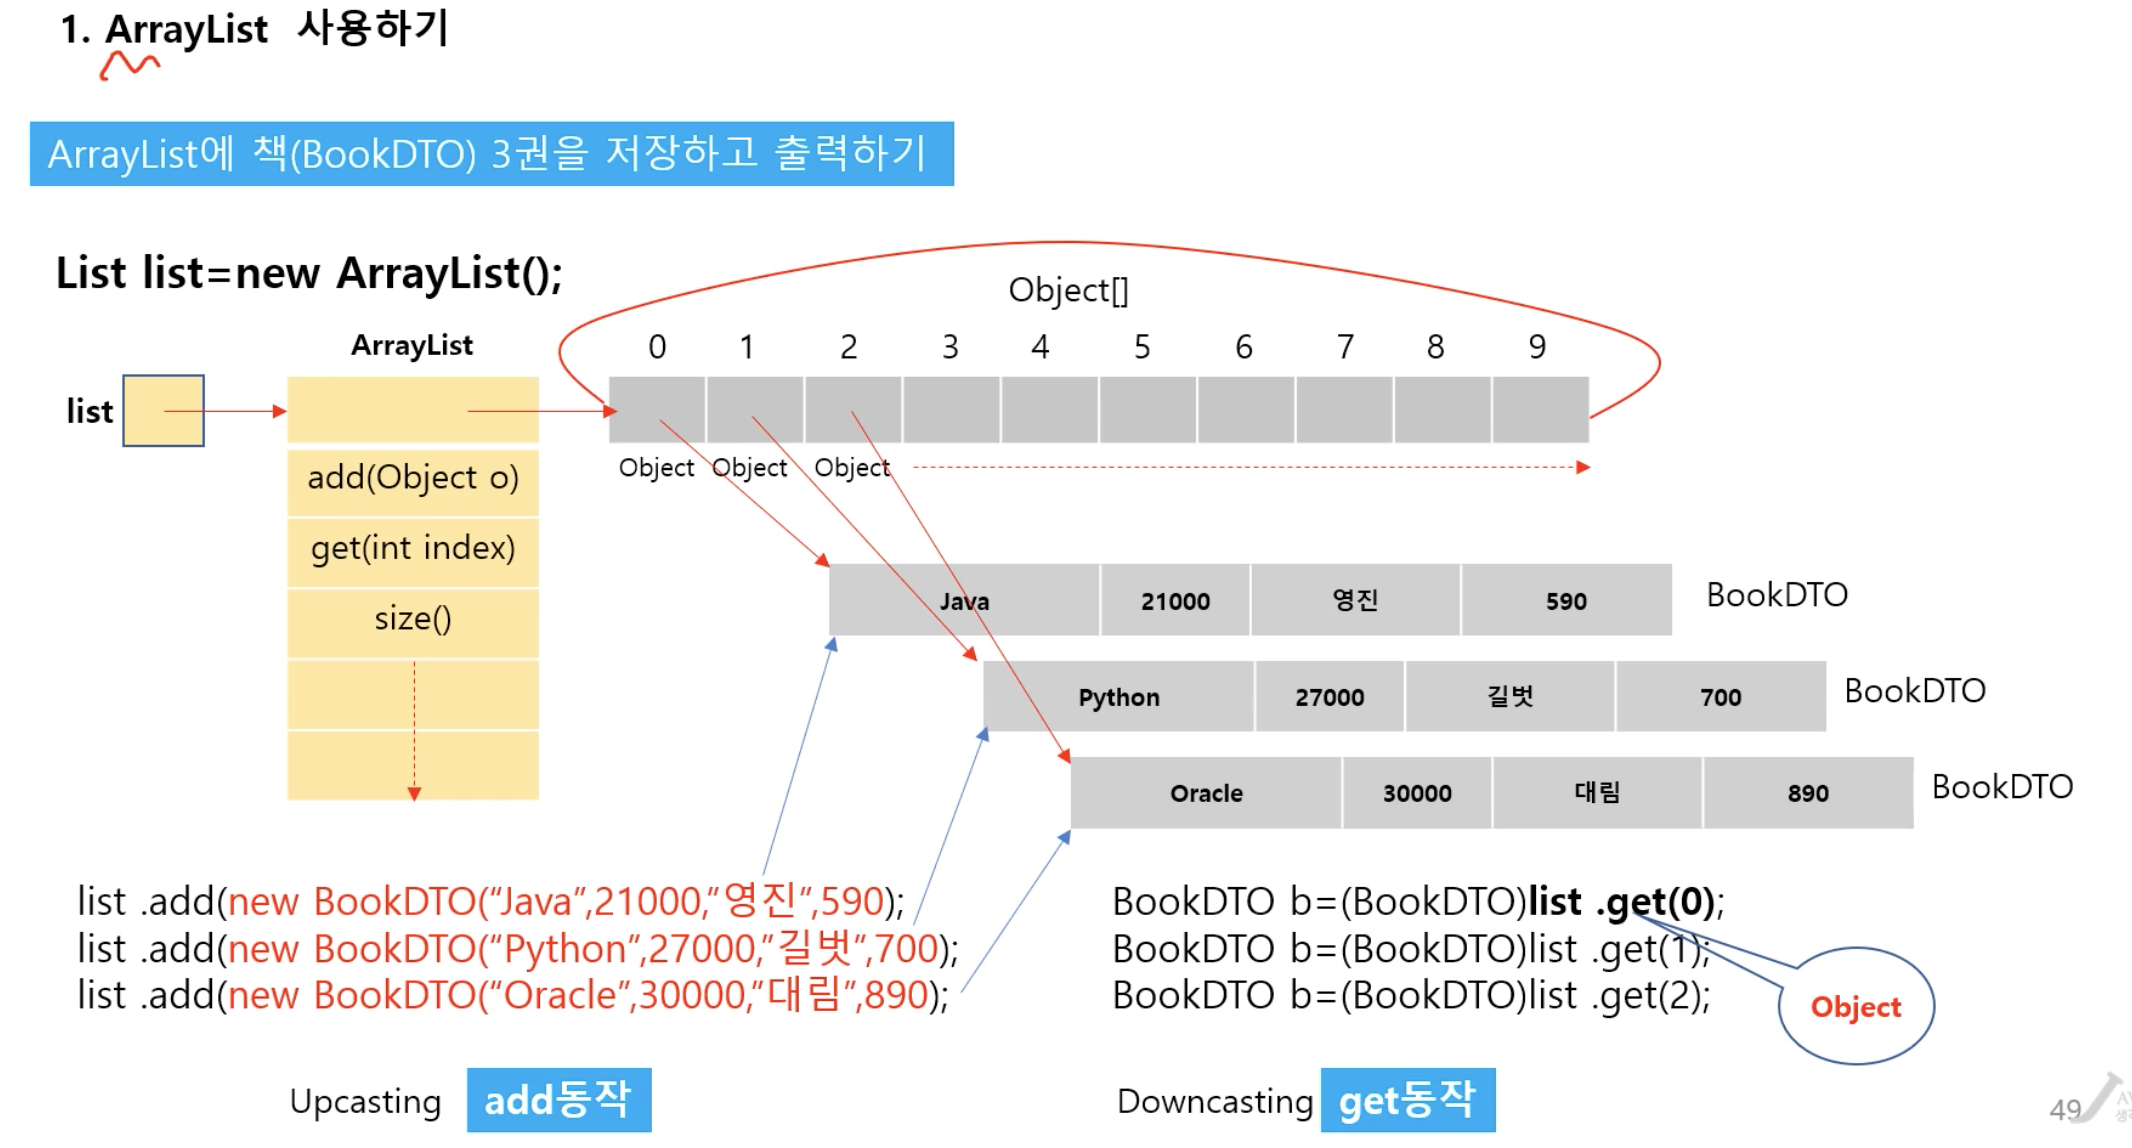 1. ArrayList 사용하기
ArrayList에 책(BookDTO) 3권을 저장하고 출력하기
List list=new ArrayList();
Object[]
ArrayList
0 1 2 3 4 5 6 7 8 9
list
Object Object Object
add(Object o)
get(int index)
size()
Java 21000 영진 590 BookDTO
Python 27000 길벗 700 BookDTO
Oracle 30000 대림 890 BookDTO
list .add(new BookDTO(“Java”,21000,”영진”,590);
list .add(new BookDTO(“Python”,27000,”길벗”,700);
list .add(new BookDTO(“Oracle”,30000,”대림”,890);
BookDTO b=(BookDTO)list .get(0);
BookDTO b=(BookDTO)list .get(1);
BookDTO b=(BookDTO)list .get(2);
Object
Upcasting add동작
Downcasting get동작
49